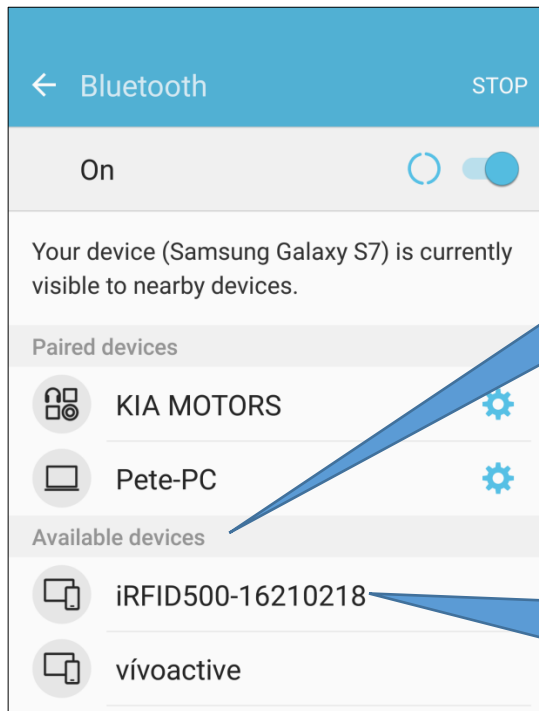 Bluetooth STOP
On
Your device (Samsung Galaxy S7) is currently
visible to nearby devices.
Paired devices
KIA MOTORS
Pete-PC
Available devices
iRFID500-16210218
vívoactive